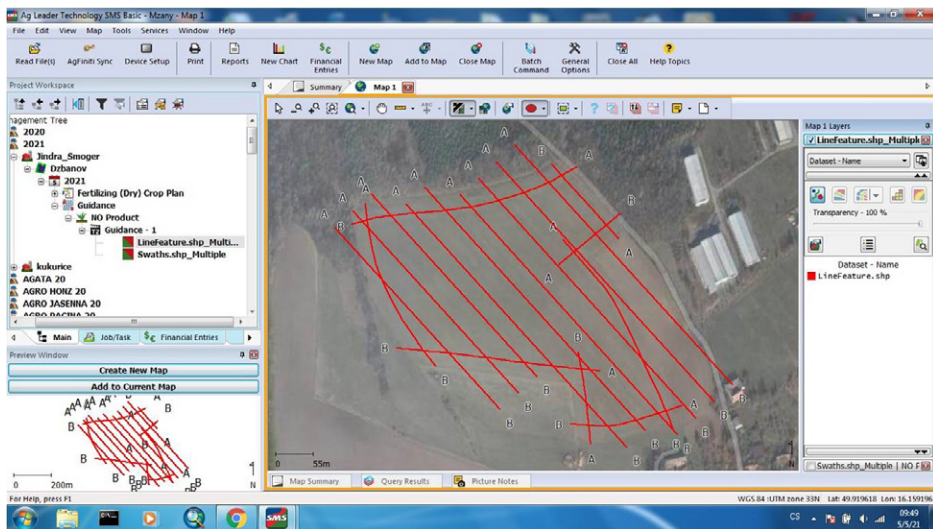 Ag Leader Technology SMS Basic - Mzany - Map 1
File Edit View Map Tools Services Window Help
Read File(s) AgFiniti Sync Device Setup Print Reports New Chart Financial Entries New Map Add to Map Close Map Batch Command General Options Close All Help Topics
Project Workspace
Summary Map 1
nagement Tree
2020
2021
Jindra_Smoger
Dzbanov
2021
Fertilizing (Dry) Crop Plan
Guidance
NO Product
Guidance - 1
LineFeature.shp_Multi...
Swaths.shp_Multiple
kukurice
AGATA 20
AGRO HONZ 20
AGRO JASENNA 20
AGRO RACINA 20
Main Job/Task Financial Entries
Preview Window
Create New Map
Add to Current Map
A A A A A A B
B A
B A B A
B B B B B B
0 200m N
A A B A
A A A A A A A
A B B
A A
A
B B
B A
B B A B
B B B B B B
A B
0 55m N
Map Summary Query Results Picture Notes
Map 1 Layers
LineFeature.shp_Multipl
Dataset - Name
Transparency - 100 %
Dataset - Name
LineFeature.shp
Swaths.shp_Multiple | NO P
For Help, press F1
WGS 84 :UTM zone 33N Lat: 49.919618 Lon: 16.159196
SMS
CS
09:49
5/5/21